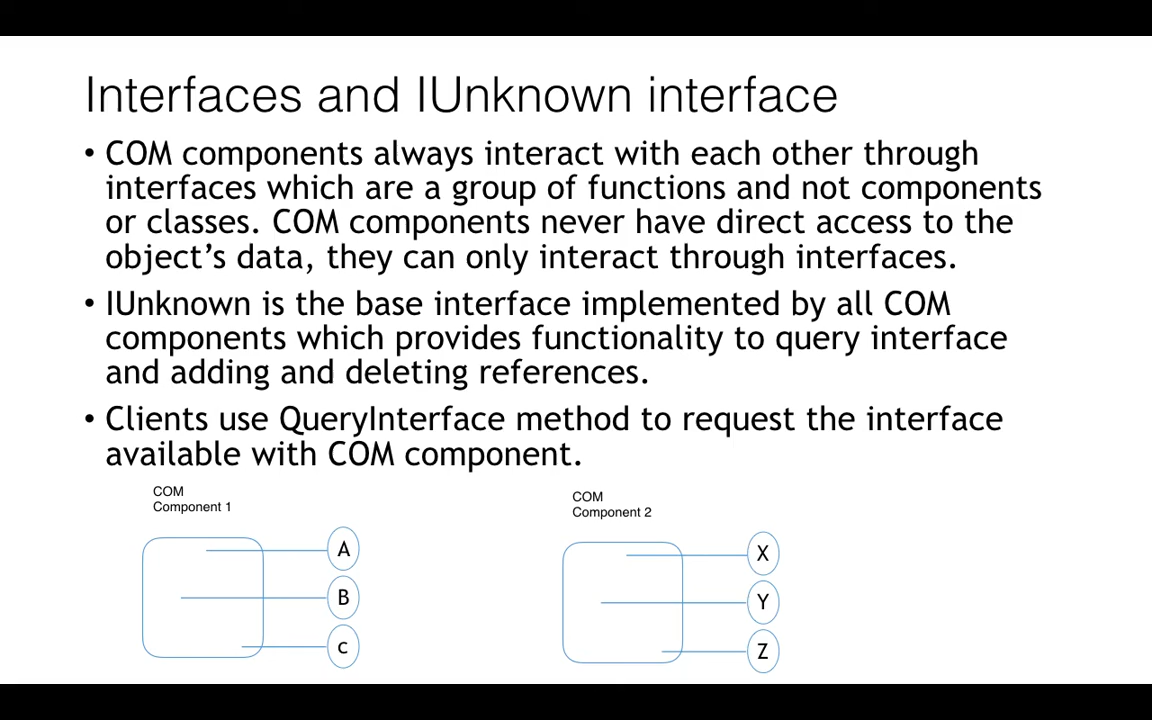 Interfaces and IUnknown interface
• COM components always interact with each other through
interfaces which are a group of functions and not components
or classes. COM components never have direct access to the
object’s data, they can only interact through interfaces.
• IUnknown is the base interface implemented by all COM
components which provides functionality to query interface
and adding and deleting references.
• Clients use QueryInterface method to request the interface
available with COM component.
COM
Component 1
A
B
c
COM
Component 2
X
Y
Z